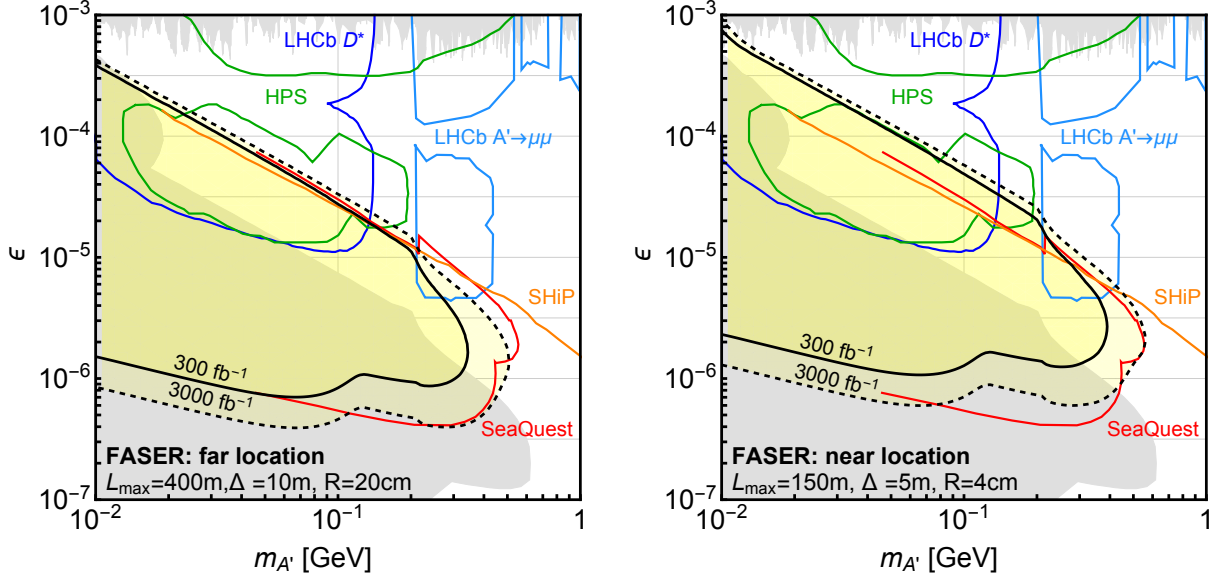 10⁻³
10⁻⁴
10⁻⁵
10⁻⁶
10⁻⁷
ϵ
LHCb D*
HPS
LHCb A'→μμ
SHiP
300 fb⁻¹
3000 fb⁻¹
SeaQuest
FASER: far location
L_max=400m,Δ =10m, R=20cm
10⁻² 10⁻¹ 1
m_A' [GeV]
10⁻³
10⁻⁴
10⁻⁵
10⁻⁶
10⁻⁷
ϵ
LHCb D*
HPS
LHCb A'→μμ
SHiP
300 fb⁻¹
3000 fb⁻¹
SeaQuest
FASER: near location
L_max=150m, Δ =5m, R=4cm
10⁻² 10⁻¹ 1
m_A' [GeV]